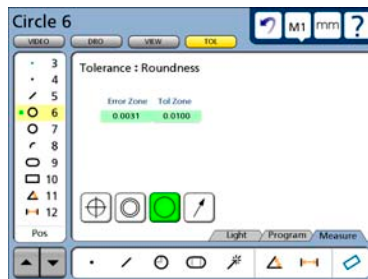 Circle 6
M1 mm ?
VIDEO DRO VIEW TOL
3
4
5
6
7
8
9
10
11
12
Pos
Tolerance : Roundness
Error Zone Tol Zone
0.0031 0.0100
Light Program Measure